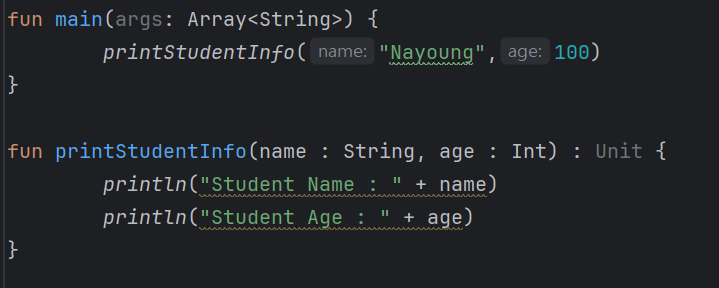 fun main(args: Array<String>) {
printStudentInfo( name: "Nayoung", age: 100)
}
fun printStudentInfo(name : String, age : Int) : Unit {
println("Student Name : " + name)
println("Student Age : " + age)
}